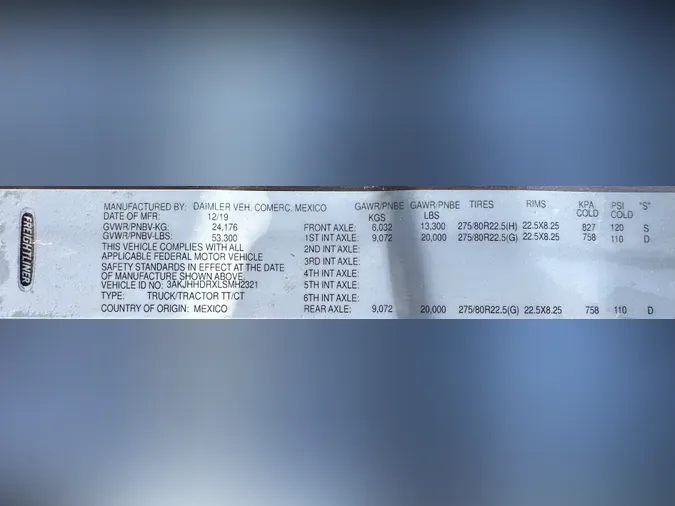 FREIGHTLINER
MANUFACTURED BY: DAIMLER VEH. COMERC. MEXICO GAWR/PNBE GAWR/PNBE TIRES RIMS KPA PSI "S"
DATE OF MFR: 12/19 KGS LBS COLD COLD
GVWR/PNBV-KG: 24,176 FRONT AXLE: 6,032 13,300 275/80R22.5(H) 22.5X8.25 827 120 S
GVWR/PNBV-LBS: 53,300 1ST INT AXLE: 9,072 20,000 275/80R22.5(G) 22.5X8.25 758 110 D
THIS VEHICLE COMPLIES WITH ALL 2ND INT AXLE:
APPLICABLE FEDERAL MOTOR VEHICLE 3RD INT AXLE:
SAFETY STANDARDS IN EFFECT AT THE DATE 4TH INT AXLE:
OF MANUFACTURE SHOWN ABOVE.
VEHICLE ID NO: 3AKJHHDRXLSMH2321 5TH INT AXLE:
TYPE: TRUCK/TRACTOR TT/CT 6TH INT AXLE:
COUNTRY OF ORIGIN: MEXICO REAR AXLE: 9,072 20,000 275/80R22.5(G) 22.5X8.25 758 110 D